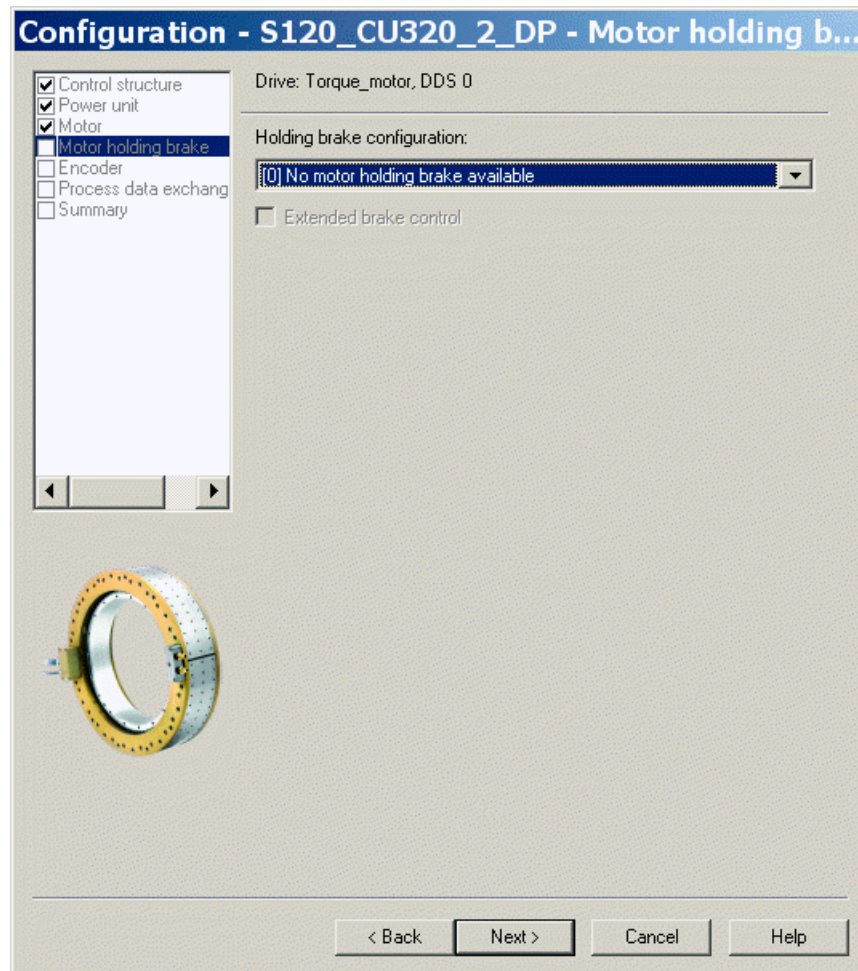 Configuration - S120_CU320_2_DP - Motor holding b...
Control structure
Power unit
Motor
Motor holding brake
Encoder
Process data exchang
Summary
Drive: Torque_motor, DDS 0
Holding brake configuration:
[0] No motor holding brake available
Extended brake control
< Back
Next >
Cancel
Help